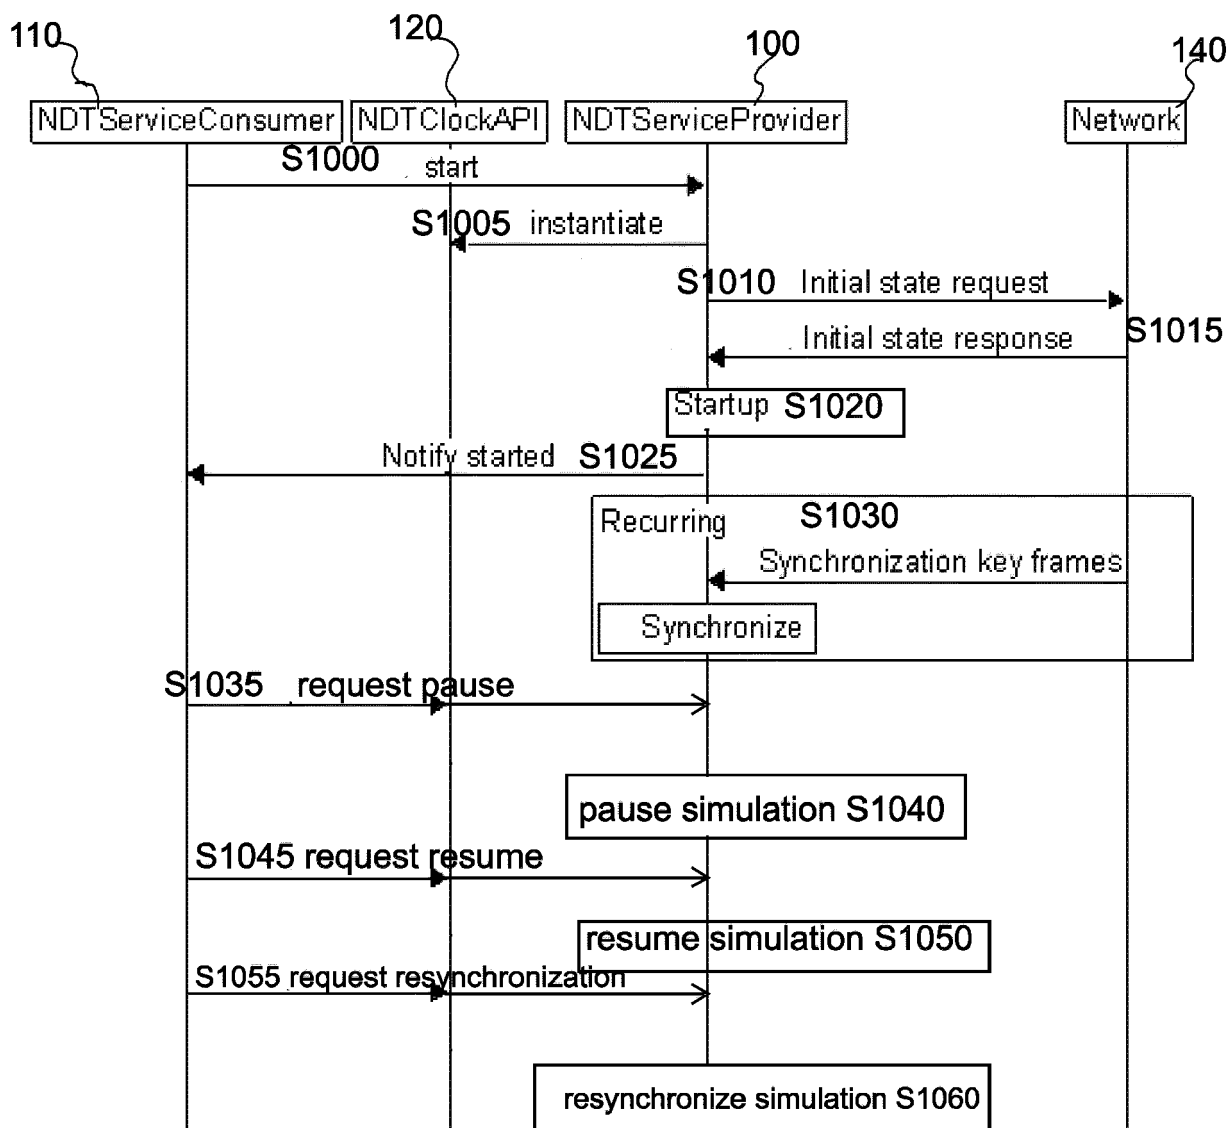 110
120
100
140
NDTServiceConsumer
NDTClockAPI
NDTServiceProvider
Network
S1000 start
S1005 instantiate
S1010 Initial state request
Initial state response S1015
Startup S1020
Notify started S1025
Recurring S1030
Synchronization key frames
Synchronize
S1035 request pause
pause simulation S1040
S1045 request resume
resume simulation S1050
S1055 request resynchronization
resynchronize simulation S1060